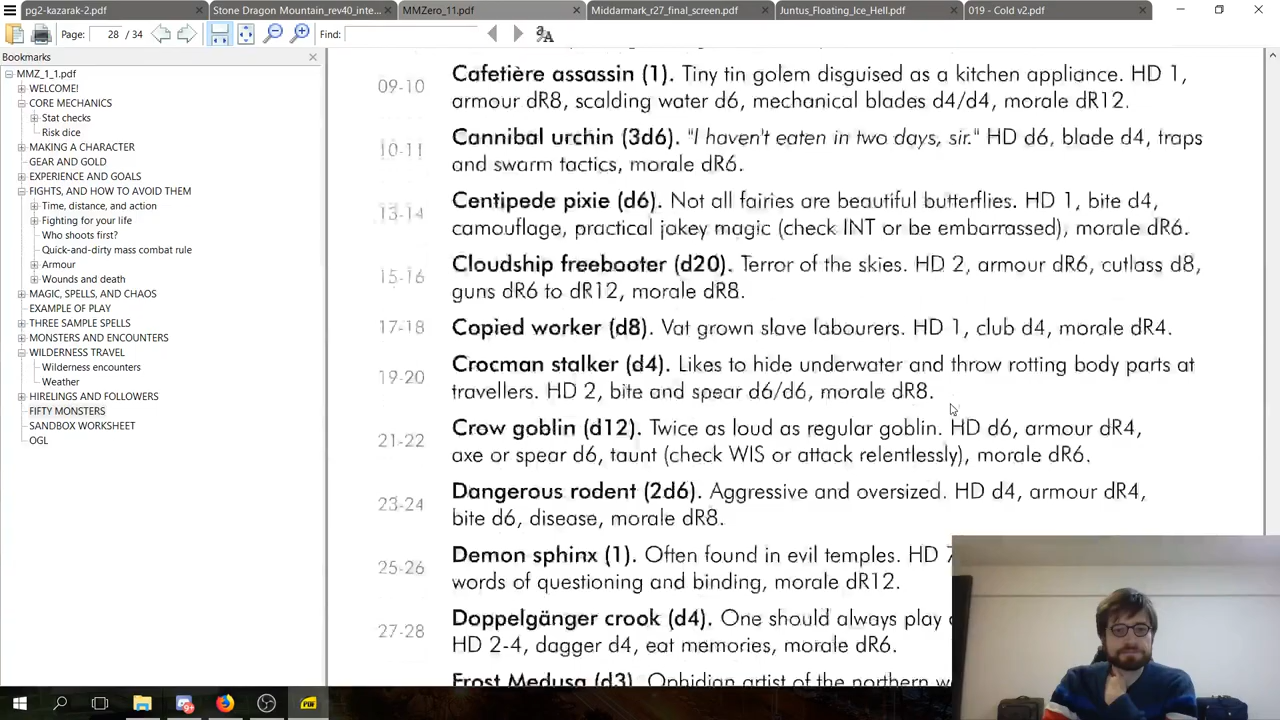 pg2-kazarak-2.pdf
Stone Dragon Mountain_rev40_inte...
MMZero_11.pdf
Middarmark_r27_final_screen.pdf
Juntus_Floating_Ice_Hell.pdf
019 - Cold v2.pdf
Page: 28 / 34
Find:
Bookmarks
MMZ_1_1.pdf
WELCOME!
CORE MECHANICS
Stat checks
Risk dice
MAKING A CHARACTER
GEAR AND GOLD
EXPERIENCE AND GOALS
FIGHTS, AND HOW TO AVOID THEM
Time, distance, and action
Fighting for your life
Who shoots first?
Quick-and-dirty mass combat rule
Armour
Wounds and death
MAGIC, SPELLS, AND CHAOS
EXAMPLE OF PLAY
THREE SAMPLE SPELLS
MONSTERS AND ENCOUNTERS
WILDERNESS TRAVEL
Wilderness encounters
Weather
HIRELINGS AND FOLLOWERS
FIFTY MONSTERS
SANDBOX WORKSHEET
OGL
09-10
Cafetière assassin (1). Tiny tin golem disguised as a kitchen appliance. HD 1,
armour dR8, scalding water d6, mechanical blades d4/d4, morale dR12.
10-11
Cannibal urchin (3d6). "I haven't eaten in two days, sir." HD d6, blade d4, traps
and swarm tactics, morale dR6.
13-14
Centipede pixie (d6). Not all fairies are beautiful butterflies. HD 1, bite d4,
camouflage, practical jokey magic (check INT or be embarrassed), morale dR6.
15-16
Cloudship freebooter (d20). Terror of the skies. HD 2, armour dR6, cutlass d8,
guns dR6 to dR12, morale dR8.
17-18
Copied worker (d8). Vat grown slave labourers. HD 1, club d4, morale dR4.
19-20
Crocman stalker (d4). Likes to hide underwater and throw rotting body parts at
travellers. HD 2, bite and spear d6/d6, morale dR8.
21-22
Crow goblin (d12). Twice as loud as regular goblin. HD d6, armour dR4,
axe or spear d6, taunt (check WIS or attack relentlessly), morale dR6.
23-24
Dangerous rodent (2d6). Aggressive and oversized. HD d4, armour dR4,
bite d6, disease, morale dR8.
25-26
Demon sphinx (1). Often found in evil temples. HD 7
words of questioning and binding, morale dR12.
27-28
Doppelgänger crook (d4). One should always play
HD 2-4, dagger d4, eat memories, morale dR6.
Frost Medusa (d3). Ophidian artist of the northern w